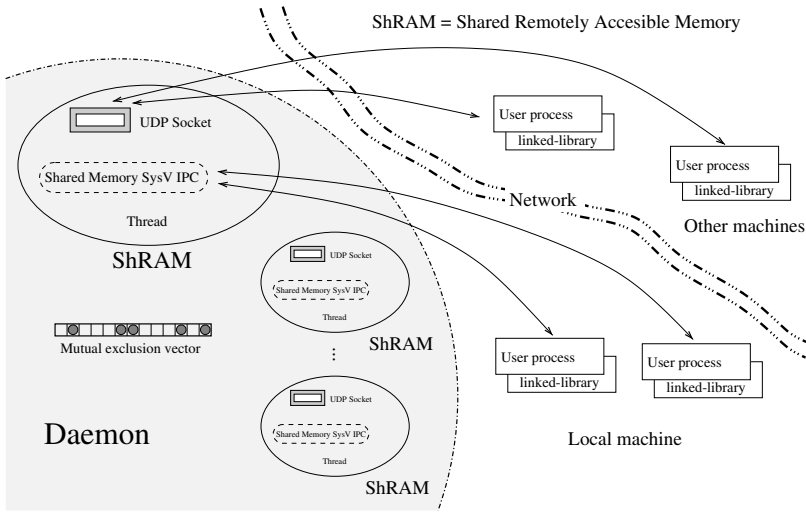 ShRAM = Shared Remotely Accesible Memory
UDP Socket
Shared Memory SysV IPC
Thread
ShRAM
User process
linked-library
User process
linked-library
Other machines
Network
UDP Socket
Shared Memory SysV IPC
Thread
ShRAM
Mutual exclusion vector
User process
linked-library
User process
linked-library
Local machine
UDP Socket
Shared Memory SysV IPC
Thread
ShRAM
Daemon